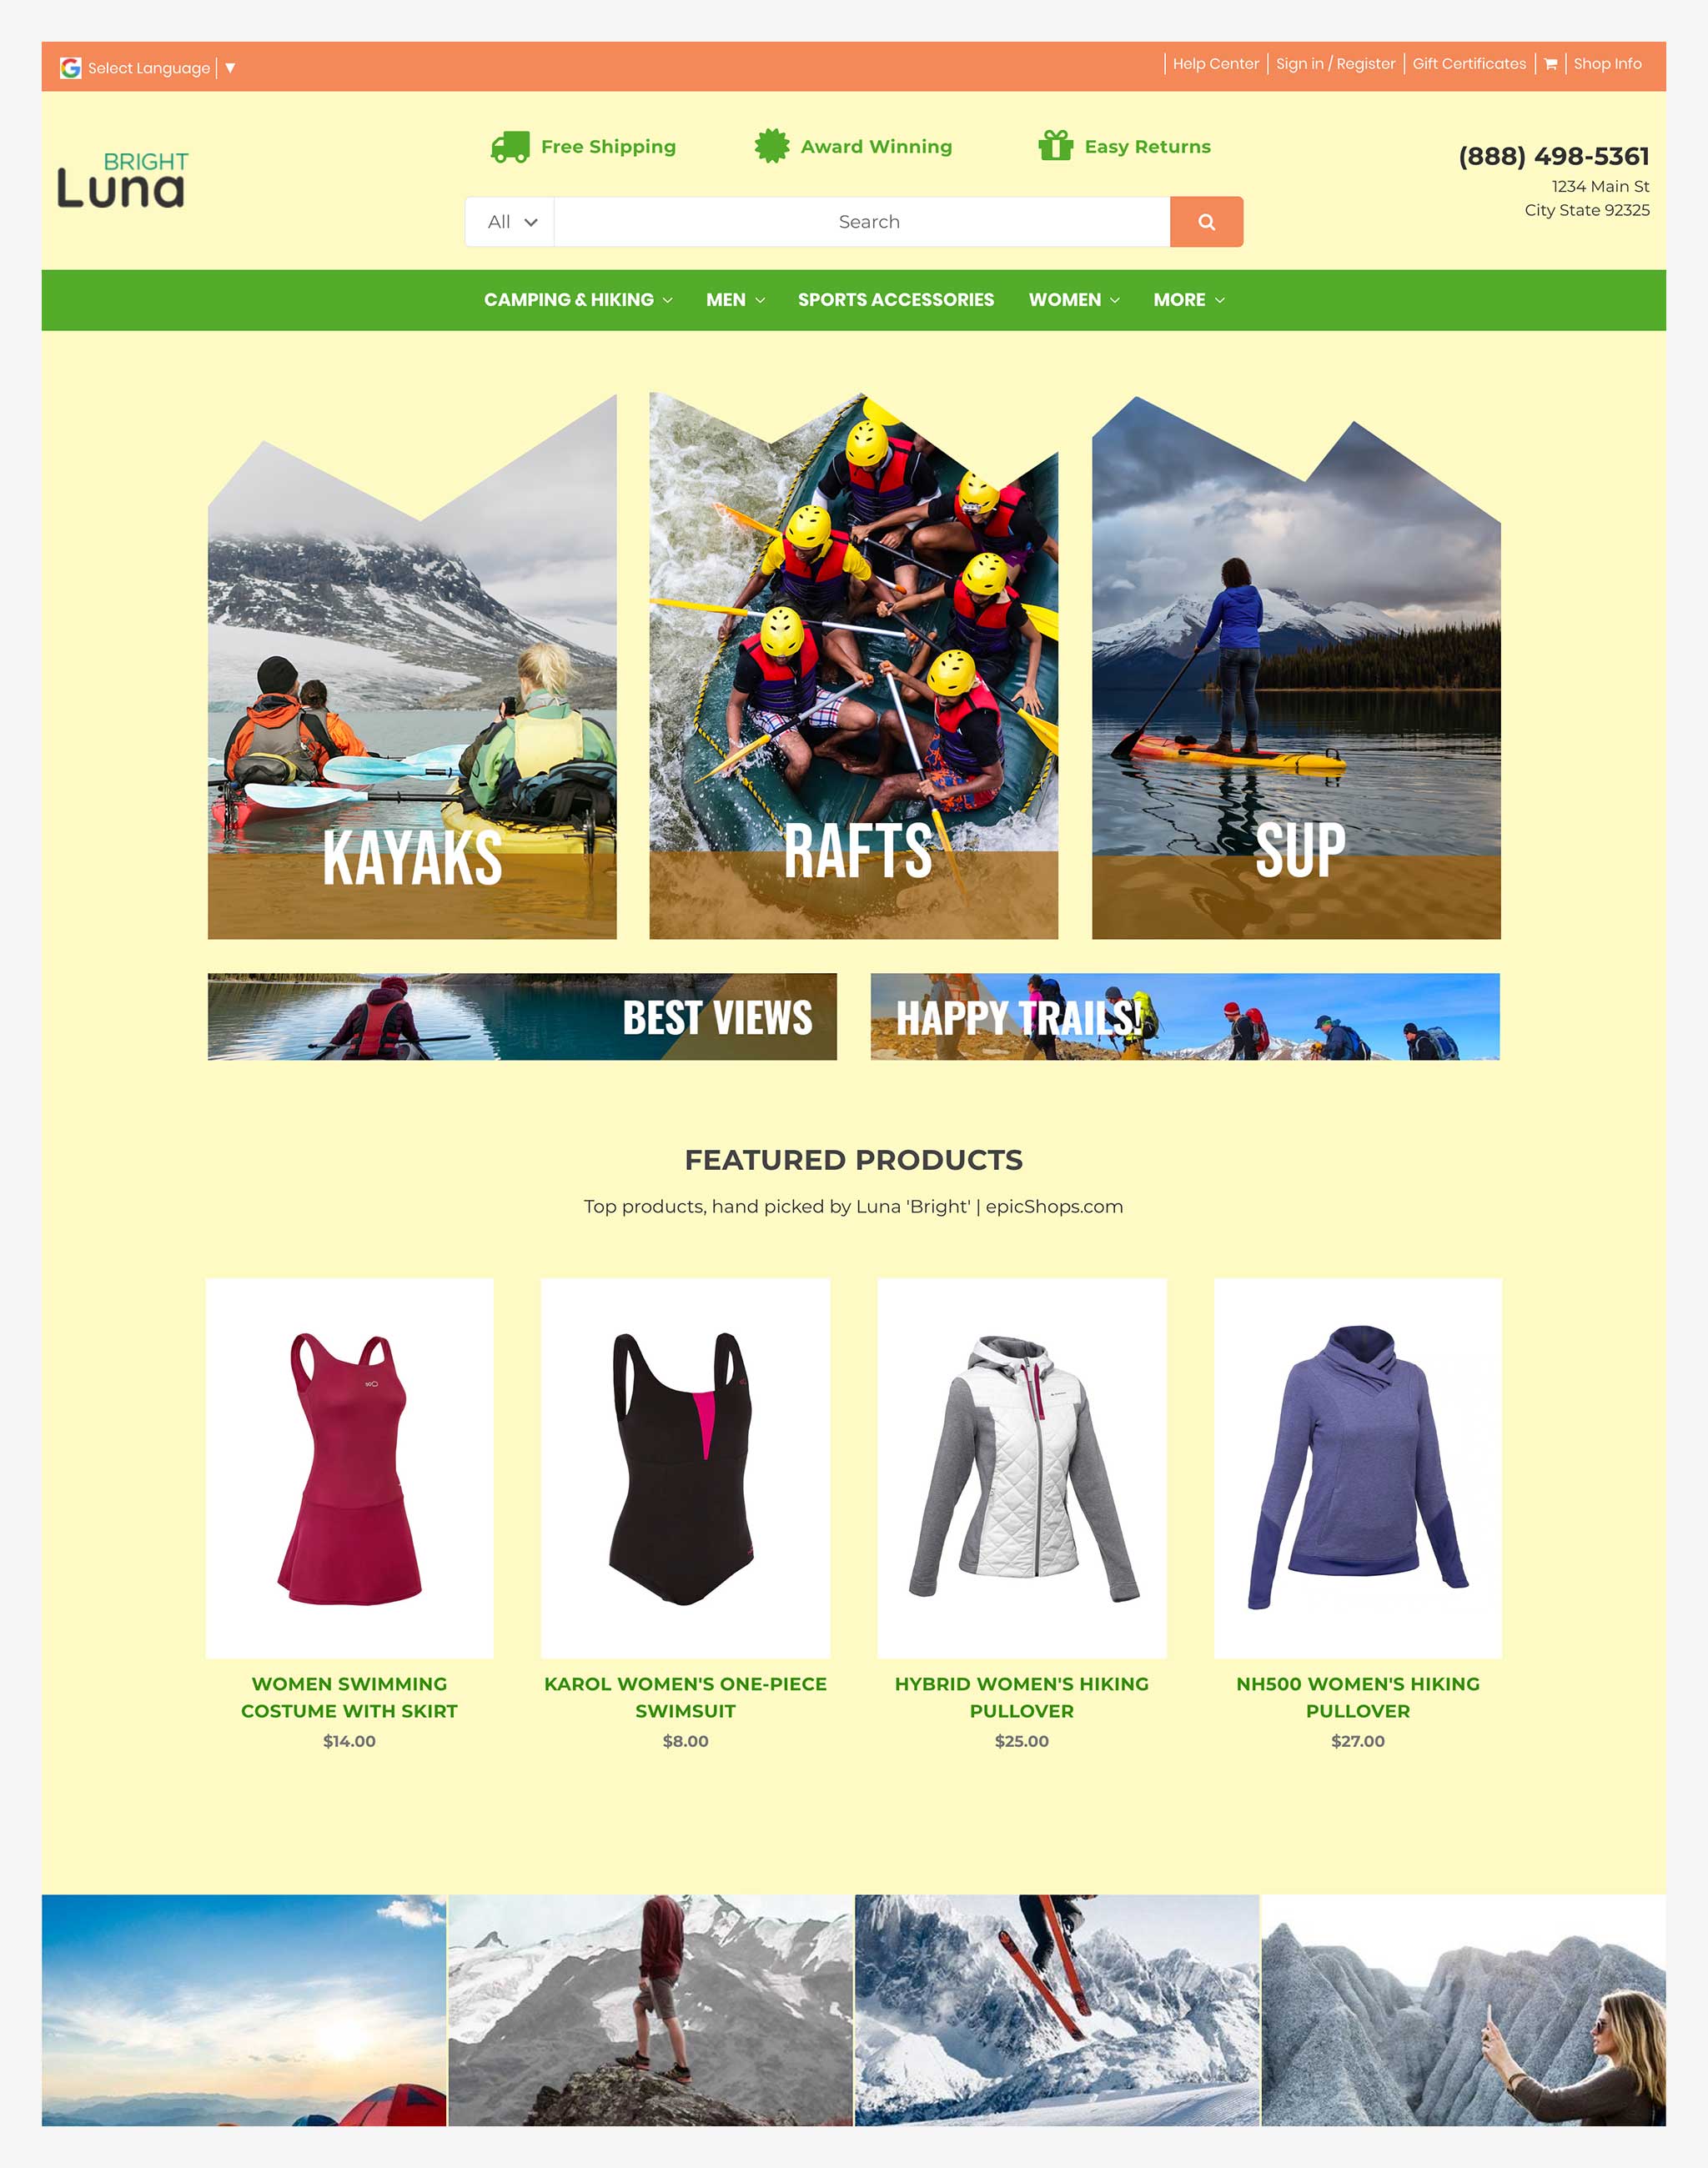 Select Language ▼
Help Center
Sign in / Register
Gift Certificates
Shop Info
BRIGHT
Luna
Free Shipping
Award Winning
Easy Returns
All
Search
(888) 498-5361
1234 Main St
City State 92325
CAMPING & HIKING
MEN
SPORTS ACCESSORIES
WOMEN
MORE
KAYAKS
RAFTS
SUP
BEST VIEWS
HAPPY TRAILS!
FEATURED PRODUCTS
Top products, hand picked by Luna 'Bright' | epicShops.com
WOMEN SWIMMING
COSTUME WITH SKIRT
$14.00
KAROL WOMEN'S ONE-PIECE
SWIMSUIT
$8.00
HYBRID WOMEN'S HIKING
PULLOVER
$25.00
NH500 WOMEN'S HIKING
PULLOVER
$27.00